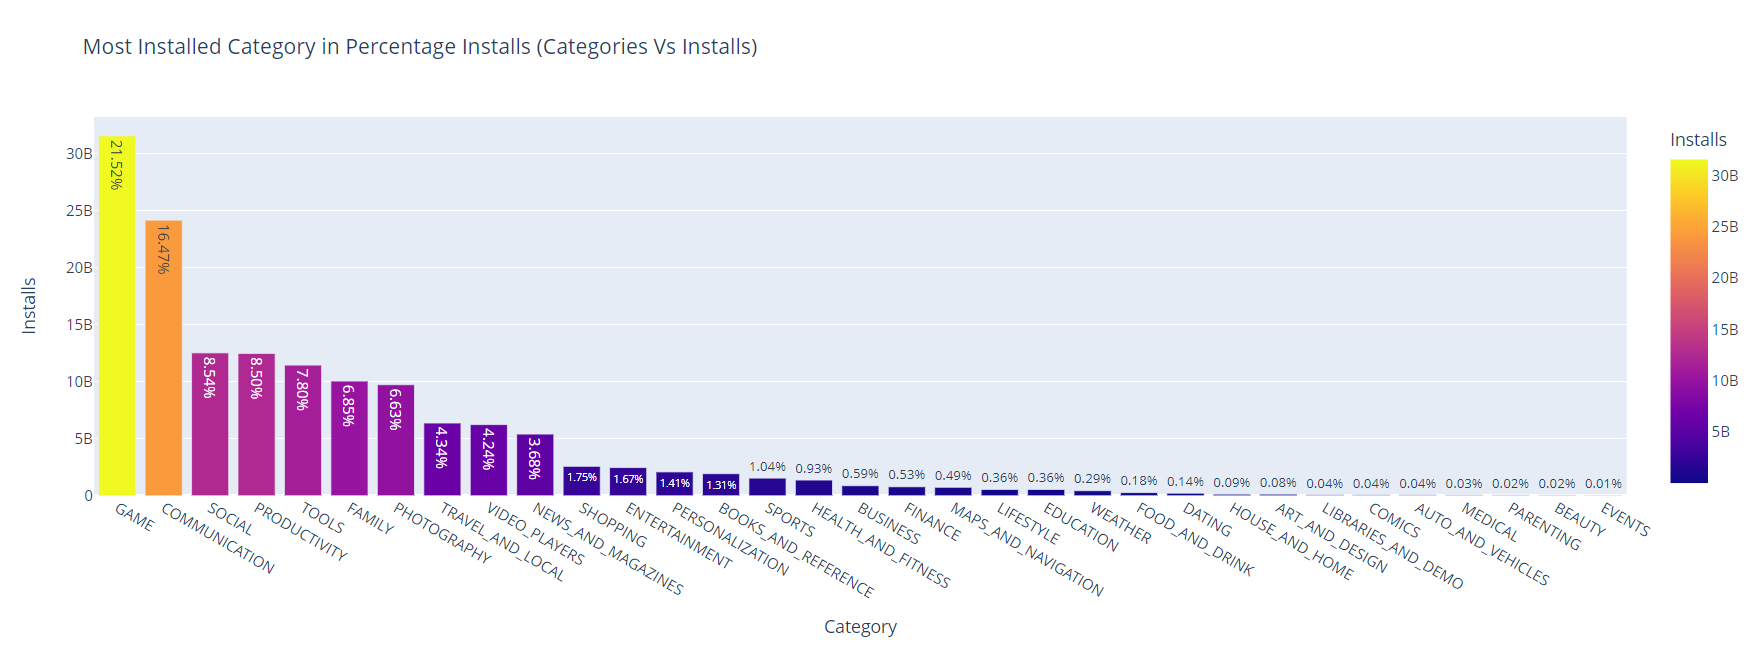 Most Installed Category in Percentage Installs (Categories Vs Installs)
Installs
30B
25B
20B
15B
10B
5B
0
21.52%
16.47%
8.54%
8.50%
7.80%
6.85%
6.63%
4.34%
4.24%
3.68%
1.75%
1.67%
1.41%
1.31%
1.04%
0.93%
0.59%
0.53%
0.49%
0.36%
0.36%
0.29%
0.18%
0.14%
0.09%
0.08%
0.04%
0.04%
0.04%
0.03%
0.02%
0.02%
0.01%
GAME
COMMUNICATION
SOCIAL
PRODUCTIVITY
TOOLS
FAMILY
PHOTOGRAPHY
TRAVEL_AND_LOCAL
VIDEO_PLAYERS
NEWS_AND_MAGAZINES
SHOPPING
ENTERTAINMENT
PERSONALIZATION
BOOKS_AND_REFERENCE
SPORTS
HEALTH_AND_FITNESS
BUSINESS
FINANCE
MAPS_AND_NAVIGATION
LIFESTYLE
EDUCATION
WEATHER
FOOD_AND_DRINK
DATING
HOUSE_AND_HOME
ART_AND_DESIGN
LIBRARIES_AND_DEMO
COMICS
AUTO_AND_VEHICLES
MEDICAL
PARENTING
BEAUTY
EVENTS
Category
Installs
30B
25B
20B
15B
10B
5B